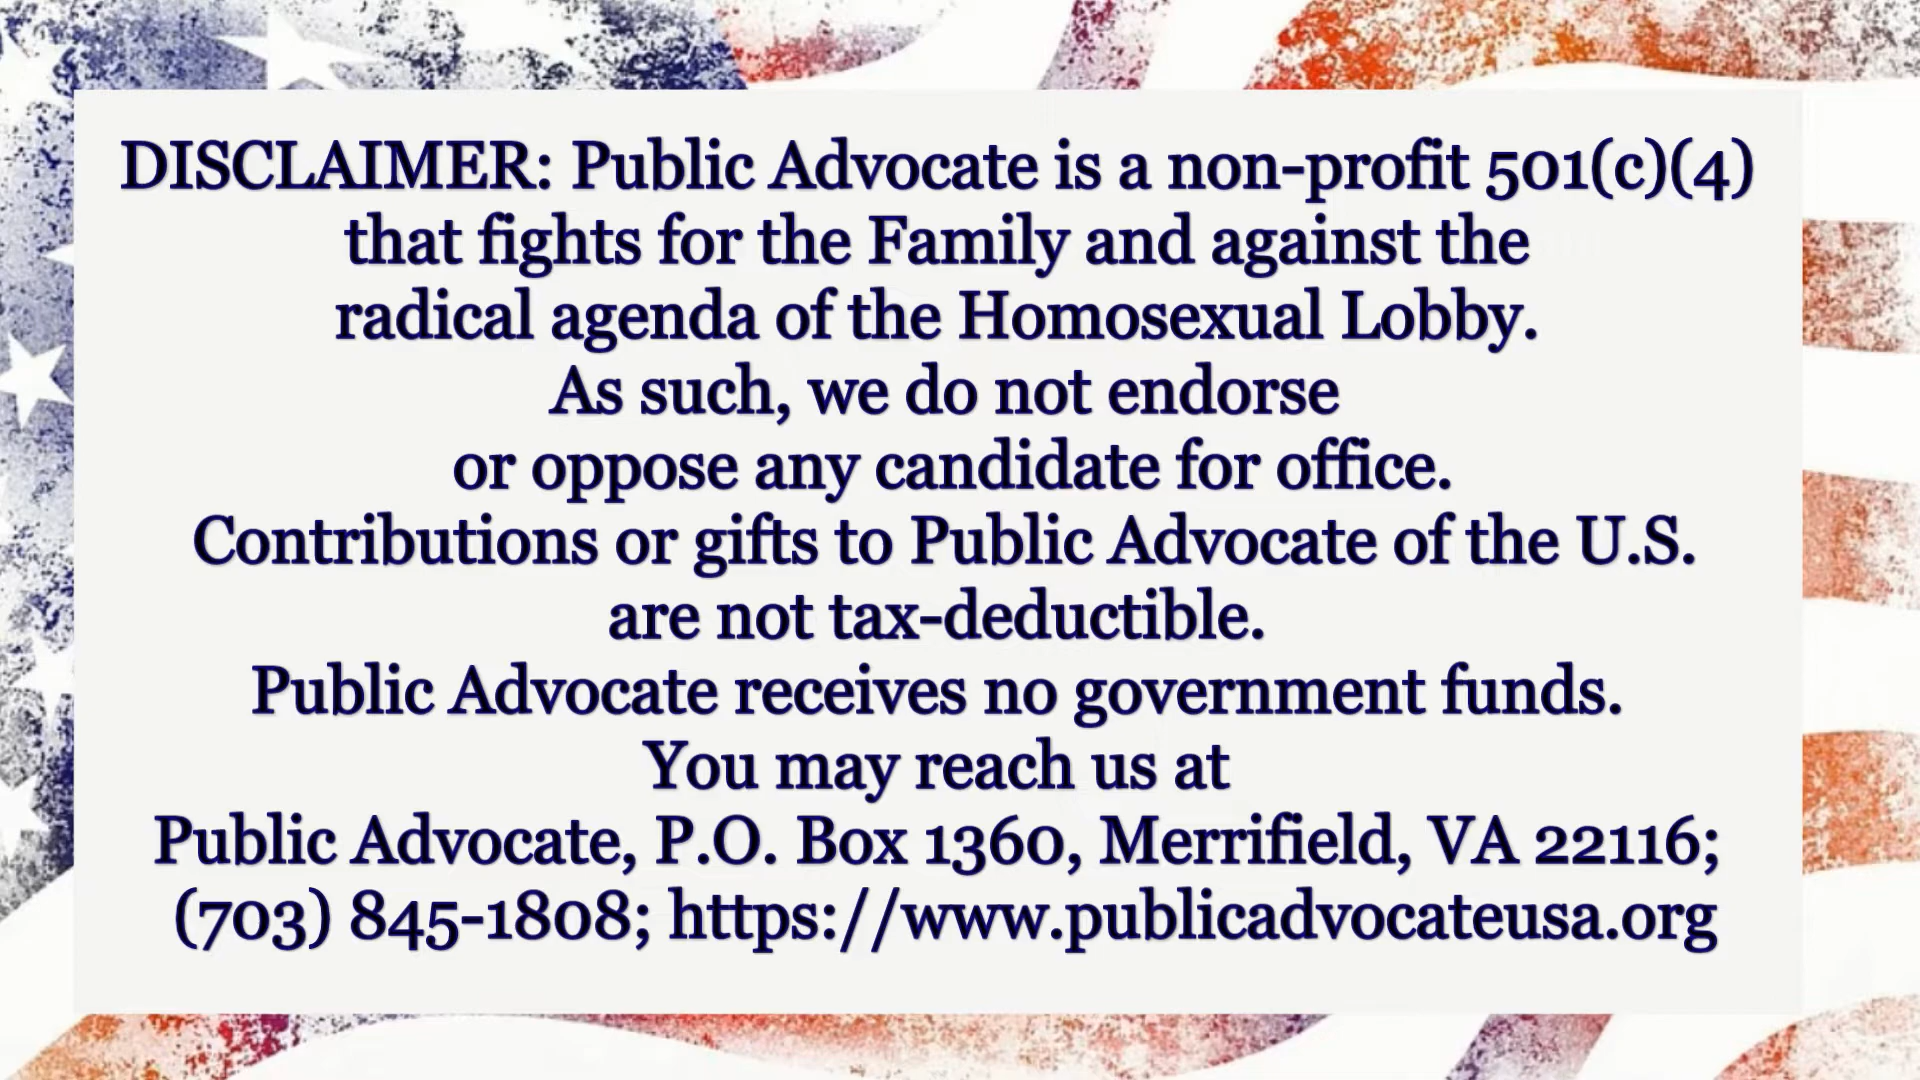 DISCLAIMER: Public Advocate is a non-profit 501(c)(4)
that fights for the Family and against the
radical agenda of the Homosexual Lobby.
As such, we do not endorse
or oppose any candidate for office.
Contributions or gifts to Public Advocate of the U.S.
are not tax-deductible.
Public Advocate receives no government funds.
You may reach us at
Public Advocate, P.O. Box 1360, Merrifield, VA 22116;
(703) 845-1808; https://www.publicadvocateusa.org